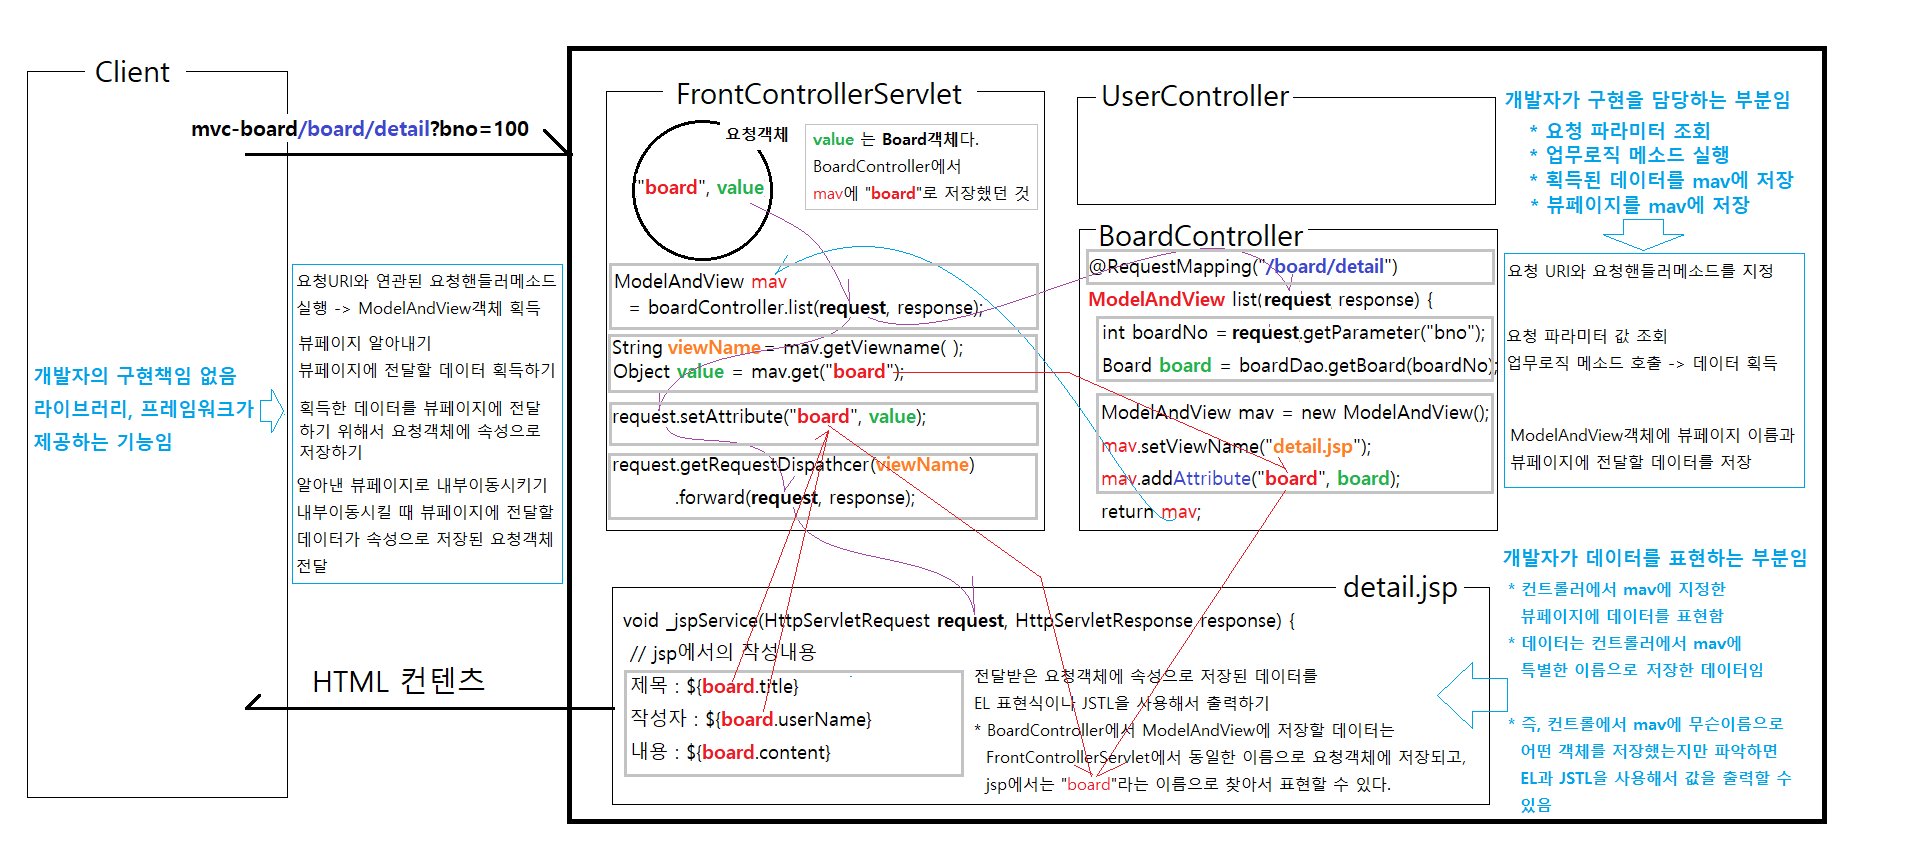 Client
mvc-board/board/detail?bno=100
개발자의 구현책임 없음
라이브러리, 프레임워크가
제공하는 기능임
요청URI와 연관된 요청핸들러메소드
실행 -> ModelAndView객체 획득
뷰페이지 알아내기
뷰페이지에 전달할 데이터 획득하기
획득한 데이터를 뷰페이지에 전달
하기 위해서 요청객체에 속성으로
저장하기
알아낸 뷰페이지로 내부이동시키기
내부이동시킬 때 뷰페이지에 전달할
데이터가 속성으로 저장된 요청객체
전달
HTML 컨텐츠
FrontControllerServlet
요청객체
"board", value
value 는 Board객체다.
BoardController에서
mav에 "board"로 저장했던 것
ModelAndView mav
= boardController.list(request, response);
String viewName = mav.getViewname( );
Object value = mav.get("board");
request.setAttribute("board", value);
request.getRequestDispathcer(viewName)
.forward(request, response);
UserController
BoardController
@RequestMapping("/board/detail")
ModelAndView list(request response) {
int boardNo = request.getParameter("bno");
Board board = boardDao.getBoard(boardNo);
ModelAndView mav = new ModelAndView();
mav.setViewName("detail.jsp");
mav.addAttribute("board", board);
return mav;
개발자가 구현을 담당하는 부분임
* 요청 파라미터 조회
* 업무로직 메소드 실행
* 획득된 데이터를 mav에 저장
* 뷰페이지를 mav에 저장
요청 URI와 요청핸들러메소드를 지정
요청 파라미터 값 조회
업무로직 메소드 호출 -> 데이터 획득
ModelAndView객체에 뷰페이지 이름과
뷰페이지에 전달할 데이터를 저장
detail.jsp
void _jspService(HttpServletRequest request, HttpServletResponse response) {
// jsp에서의 작성내용
제목 : ${board.title}
작성자 : ${board.userName}
내용 : ${board.content}
전달받은 요청객체에 속성으로 저장된 데이터를
EL 표현식이나 JSTL을 사용해서 출력하기
* BoardController에서 ModelAndView에 저장할 데이터는
FrontControllerServlet에서 동일한 이름으로 요청객체에 저장되고,
jsp에서는 "board"라는 이름으로 찾아서 표현할 수 있다.
개발자가 데이터를 표현하는 부분임
* 컨트롤러에서 mav에 지정한
뷰페이지에 데이터를 표현함
* 데이터는 컨트롤러에서 mav에
특별한 이름으로 저장한 데이터임
* 즉, 컨트롤에서 mav에 무슨이름으로
어떤 객체를 저장했는지만 파악하면
EL과 JSTL을 사용해서 값을 출력할 수
있음